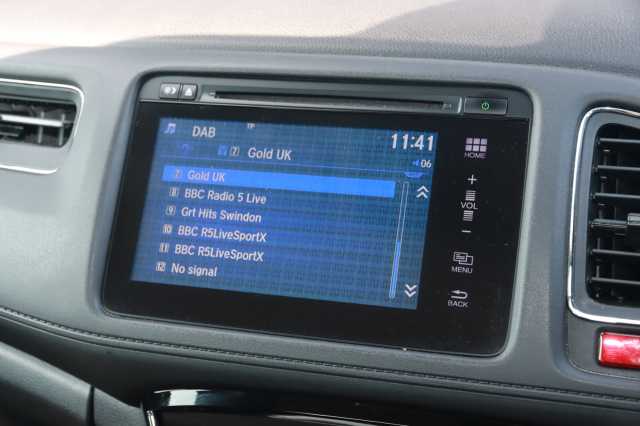 DAB
TP
11:41
7 Gold UK
06
7 Gold UK
8 BBC Radio 5 Live
9 Grt Hits Swindon
10 BBC R5LiveSportX
11 BBC R5LiveSportX
12 No signal
HOME
+
VOL
-
MENU
BACK